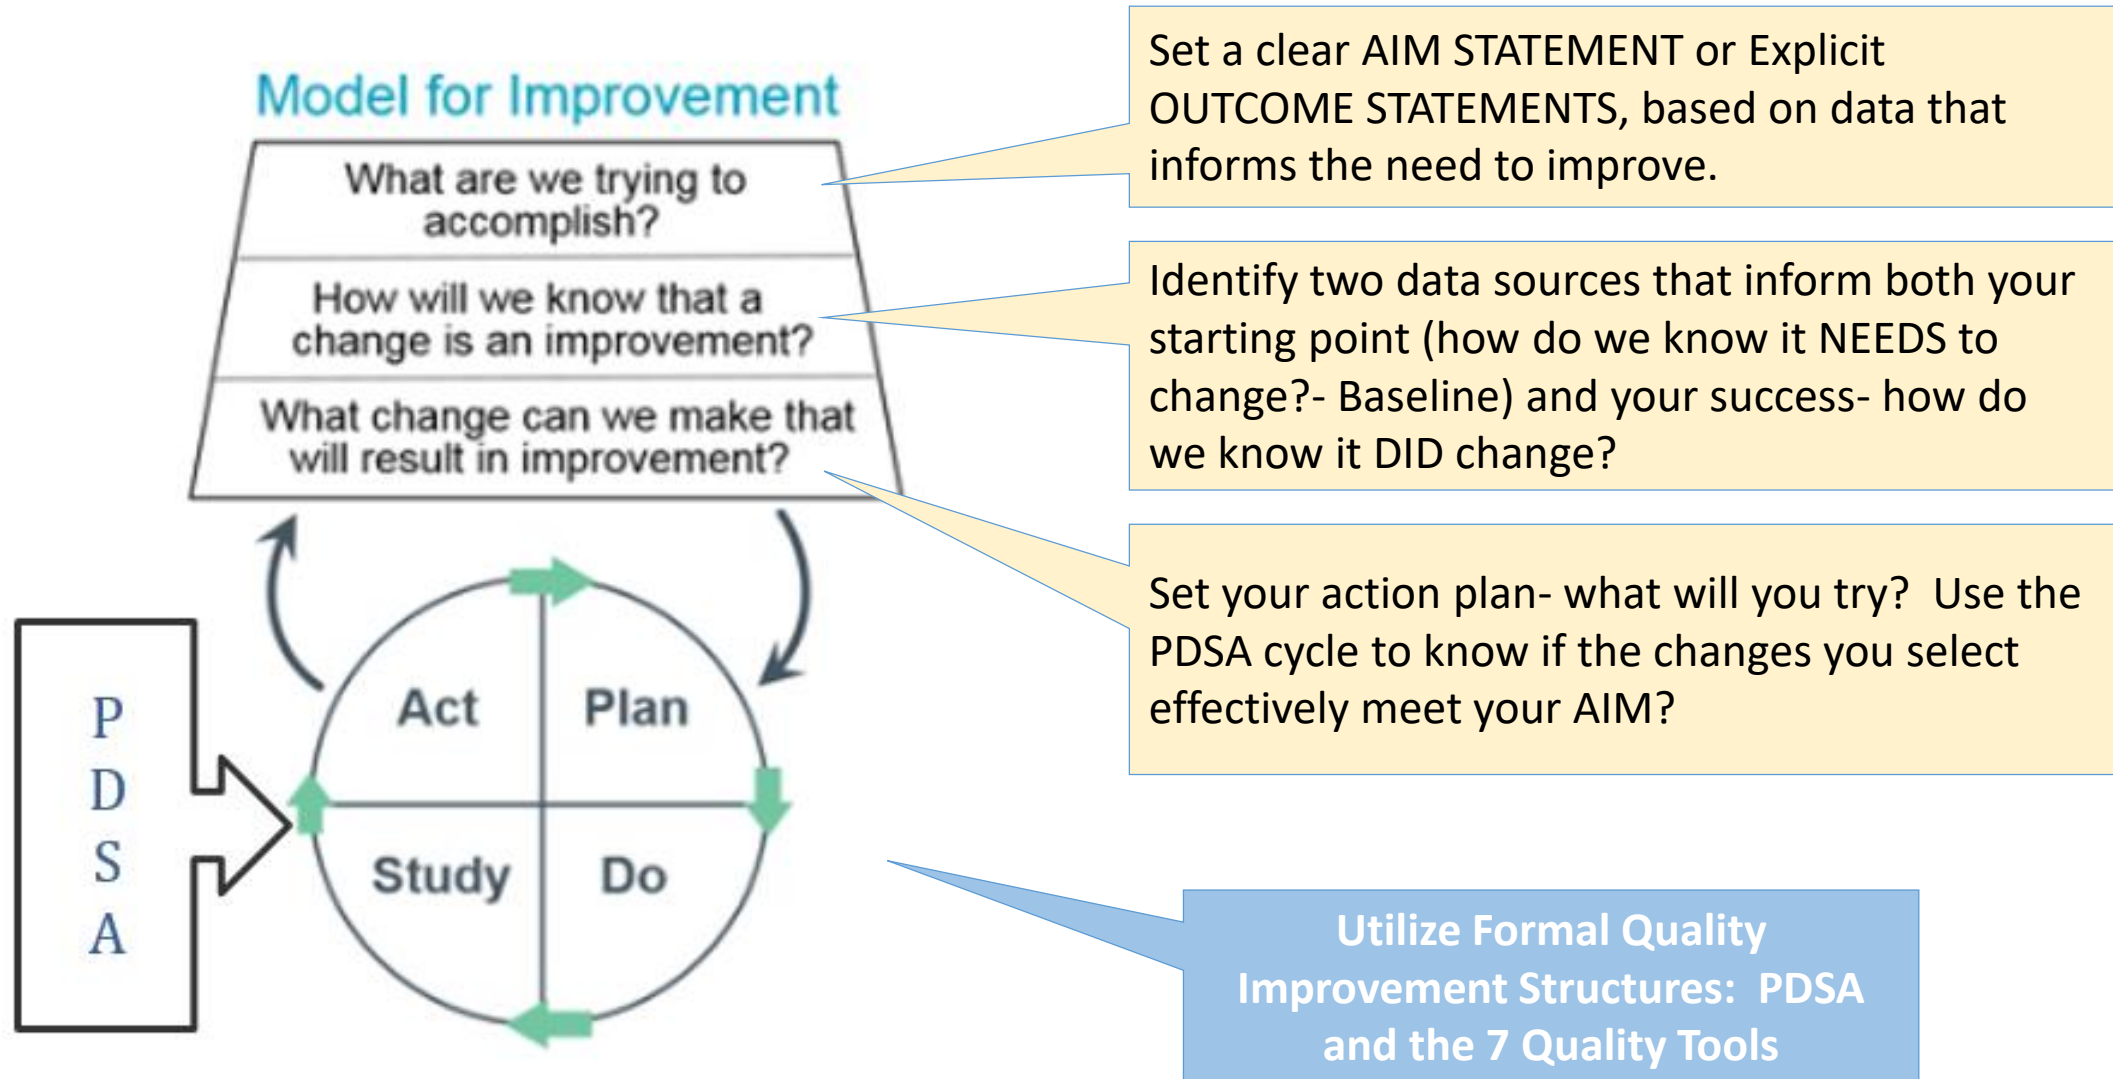 Model for Improvement
What are we trying to
accomplish?
How will we know that a
change is an improvement?
What change can we make that
will result in improvement?
Set a clear AIM STATEMENT or Explicit
OUTCOME STATEMENTS, based on data that
informs the need to improve.
Identify two data sources that inform both your
starting point (how do we know it NEEDS to
change?- Baseline) and your success- how do
we know it DID change?
Set your action plan- what will you try?  Use the
PDSA cycle to know if the changes you select
effectively meet your AIM?
P
D
S
A
Act
Plan
Study
Do
Utilize Formal Quality
Improvement Structures:  PDSA
and the 7 Quality Tools